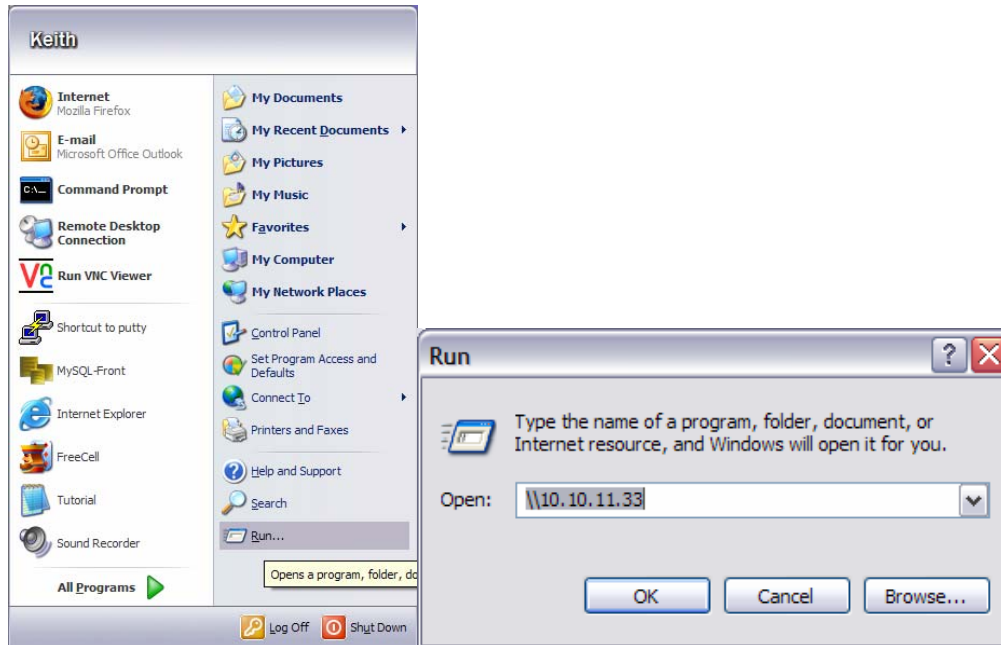 Keith
Internet
Mozilla Firefox
E-mail
Microsoft Office Outlook
C:\_
Command Prompt
Remote Desktop
Connection
Run VNC Viewer
Shortcut to putty
MySQL-Front
Internet Explorer
FreeCell
Tutorial
Sound Recorder
All Programs
My Documents
My Recent Documents
My Pictures
My Music
Favorites
My Computer
My Network Places
Control Panel
Set Program Access and
Defaults
Connect To
Printers and Faxes
Help and Support
Search
Run...
Opens a program, folder, do
Log Off
Shut Down
Run
Type the name of a program, folder, document, or
Internet resource, and Windows will open it for you.
Open:
\\10.10.11.33
OK
Cancel
Browse...